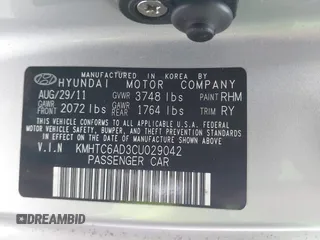 MANUFACTURED IN KOREA BY
HYUNDAI MOTOR COMPANY
AUG/29/11 GVWR 3748 lbs PAINT RHM
GAWR FRONT 2072 lbs GAWR REAR 1764 lbs TRIM RY
THIS VEHICLE CONFORMS TO ALL APPLICABLE
FEDERAL MOTOR VEHICLE SAFETY, BUMPER, AND THEFT
PREVENTION STANDARDS IN EFFECT ON THE DATE OF
MANUFACTURE SHOWN ABOVE.
V.I.N KMHTC6AD3CU029042
PASSENGER CAR
DREAMBID